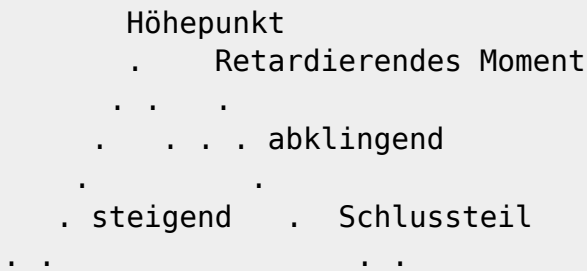 Höhepunkt
. Retardierendes Moment
. . .
. . . . abklingend
. .
. steigend . Schlussteil
. . . .